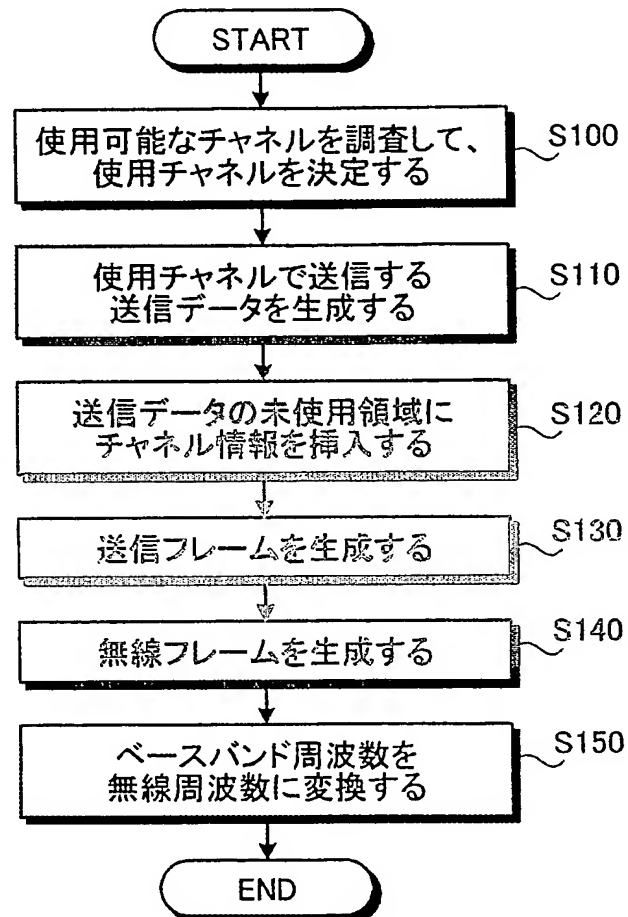 START
使用可能なチャネルを調査して、
使用チャネルを決定する
S100
使用チャネルで送信する
送信データを生成する
S110
送信データの未使用領域に
チャネル情報を挿入する
S120
送信フレームを生成する
S130
無線フレームを生成する
S140
ベースバンド周波数を
無線周波数に変換する
S150
END